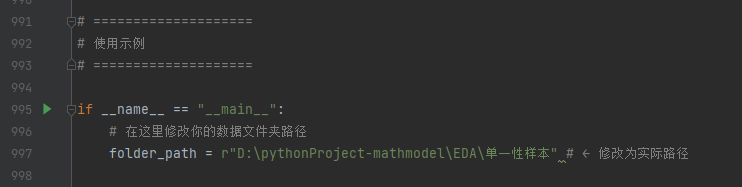 991 # ====================
992 # 使用示例
993 # ====================
994
995 if __name__ == "__main__":
996 # 在这里修改你的数据文件夹路径
997 folder_path = r"D:\pythonProject-mathmodel\EDA\单一性样本" # ← 修改为实际路径
998